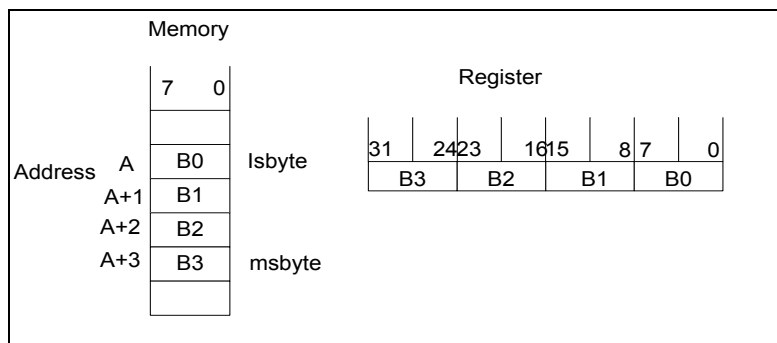 Memory
7 0
Register
31 24 23 16 15 8 7 0
Address A B0 lsbyte
B3 B2 B1 B0
A+1 B1
A+2 B2
A+3 B3 msbyte